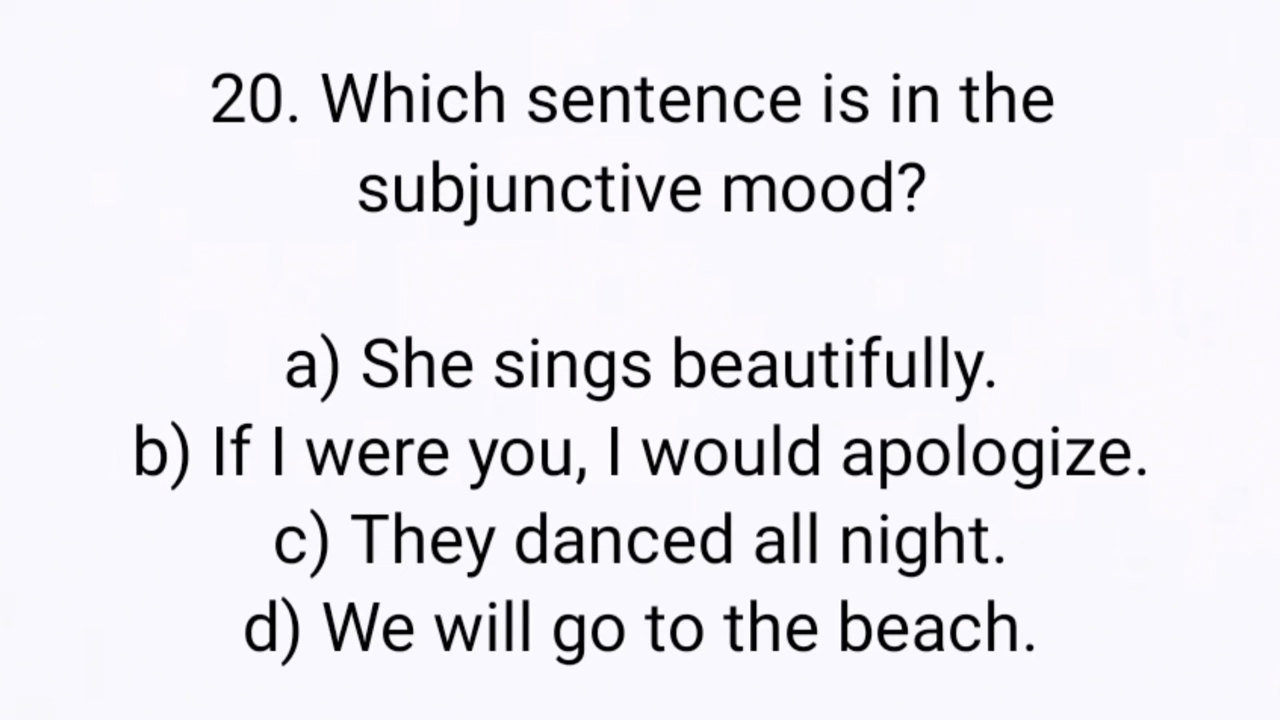 20. Which sentence is in the
subjunctive mood?
a) She sings beautifully.
b) If I were you, I would apologize.
c) They danced all night.
d) We will go to the beach.